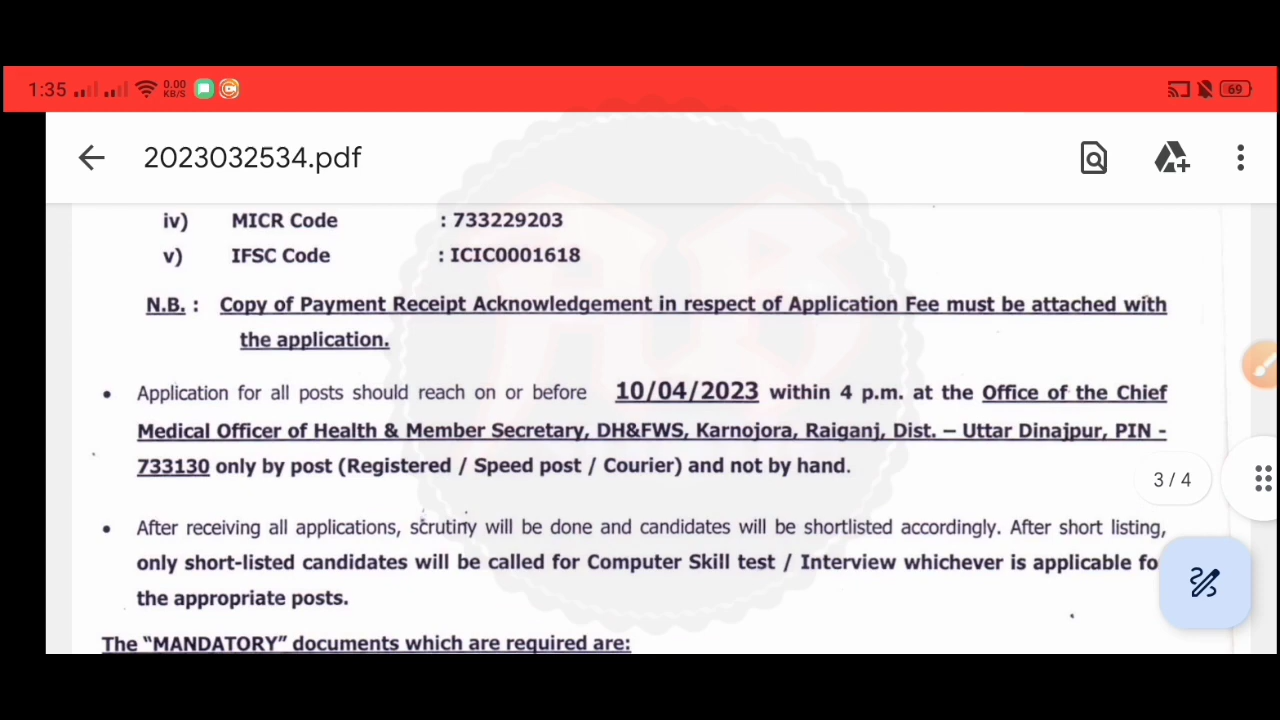 1:35 0.00 KB/S 69
2023032534.pdf
iv) MICR Code : 733229203
v) IFSC Code : ICIC0001618
N.B. : Copy of Payment Receipt Acknowledgement in respect of Application Fee must be attached with
the application.
• Application for all posts should reach on or before 10/04/2023 within 4 p.m. at the Office of the Chief
Medical Officer of Health & Member Secretary, DH&FWS, Karnojora, Raiganj, Dist. – Uttar Dinajpur, PIN -
733130 only by post (Registered / Speed post / Courier) and not by hand.
3 / 4
• After receiving all applications, scrutiny will be done and candidates will be shortlisted accordingly. After short listing,
only short-listed candidates will be called for Computer Skill test / Interview whichever is applicable fo
the appropriate posts.
The “MANDATORY” documents which are required are: